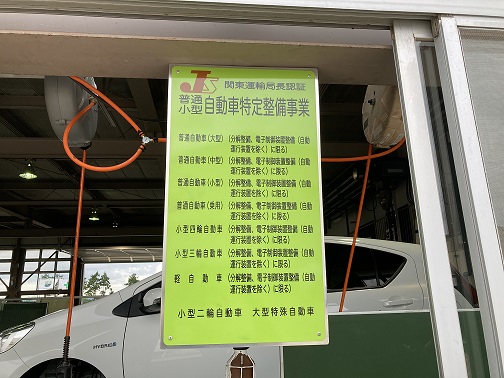 JS 関東運輸局長認証
普通
小型 自動車特定整備事業
普通自動車(大型) (分解整備、電子制御装置整備(自動
運行装置を除く)に限る)
普通自動車(中型) (分解整備、電子制御装置整備(自動
運行装置を除く)に限る)
普通自動車(小型) (分解整備、電子制御装置整備(自動
運行装置を除く)に限る)
普通自動車(乗用) (分解整備、電子制御装置整備(自動
運行装置を除く)に限る)
小型四輪自動車 (分解整備、電子制御装置整備(自動
運行装置を除く)に限る)
小型三輪自動車 (分解整備、電子制御装置整備(自動
運行装置を除く)に限る)
軽自動車 (分解整備、電子制御装置整備(自動
運行装置を除く)に限る)
小型二輪自動車 大型特殊自動車
HYBRID